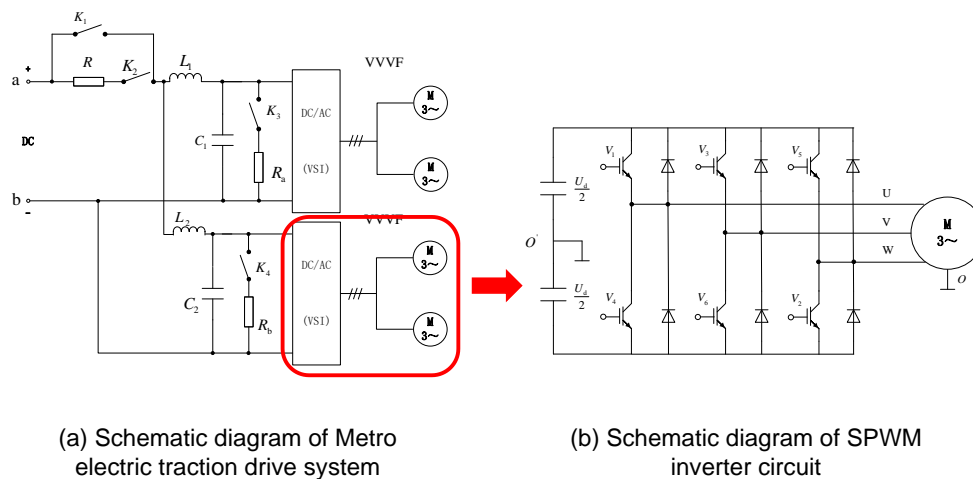 K1
a
+
R
K2
L1
VVVF
DC
C1
K3
Ra
DC/AC
(VSI)
M
3～
M
3～
b
-
L2
VVVF
C2
K4
Rb
DC/AC
(VSI)
M
3～
M
3～
V1
V3
V5
Ud
2
U
V
W
O'
M
3～
O
Ud
2
V4
V6
V2
(a) Schematic diagram of Metro
electric traction drive system
(b) Schematic diagram of SPWM
inverter circuit